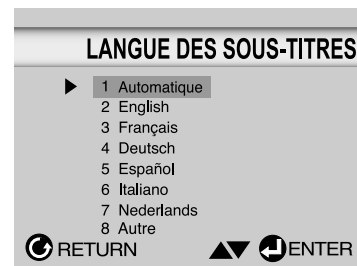 LANGUE DES SOUS-TITRES
1 Automatique
2 English
3 Français
4 Deutsch
5 Español
6 Italiano
7 Nederlands
8 Autre
RETURN ENTER